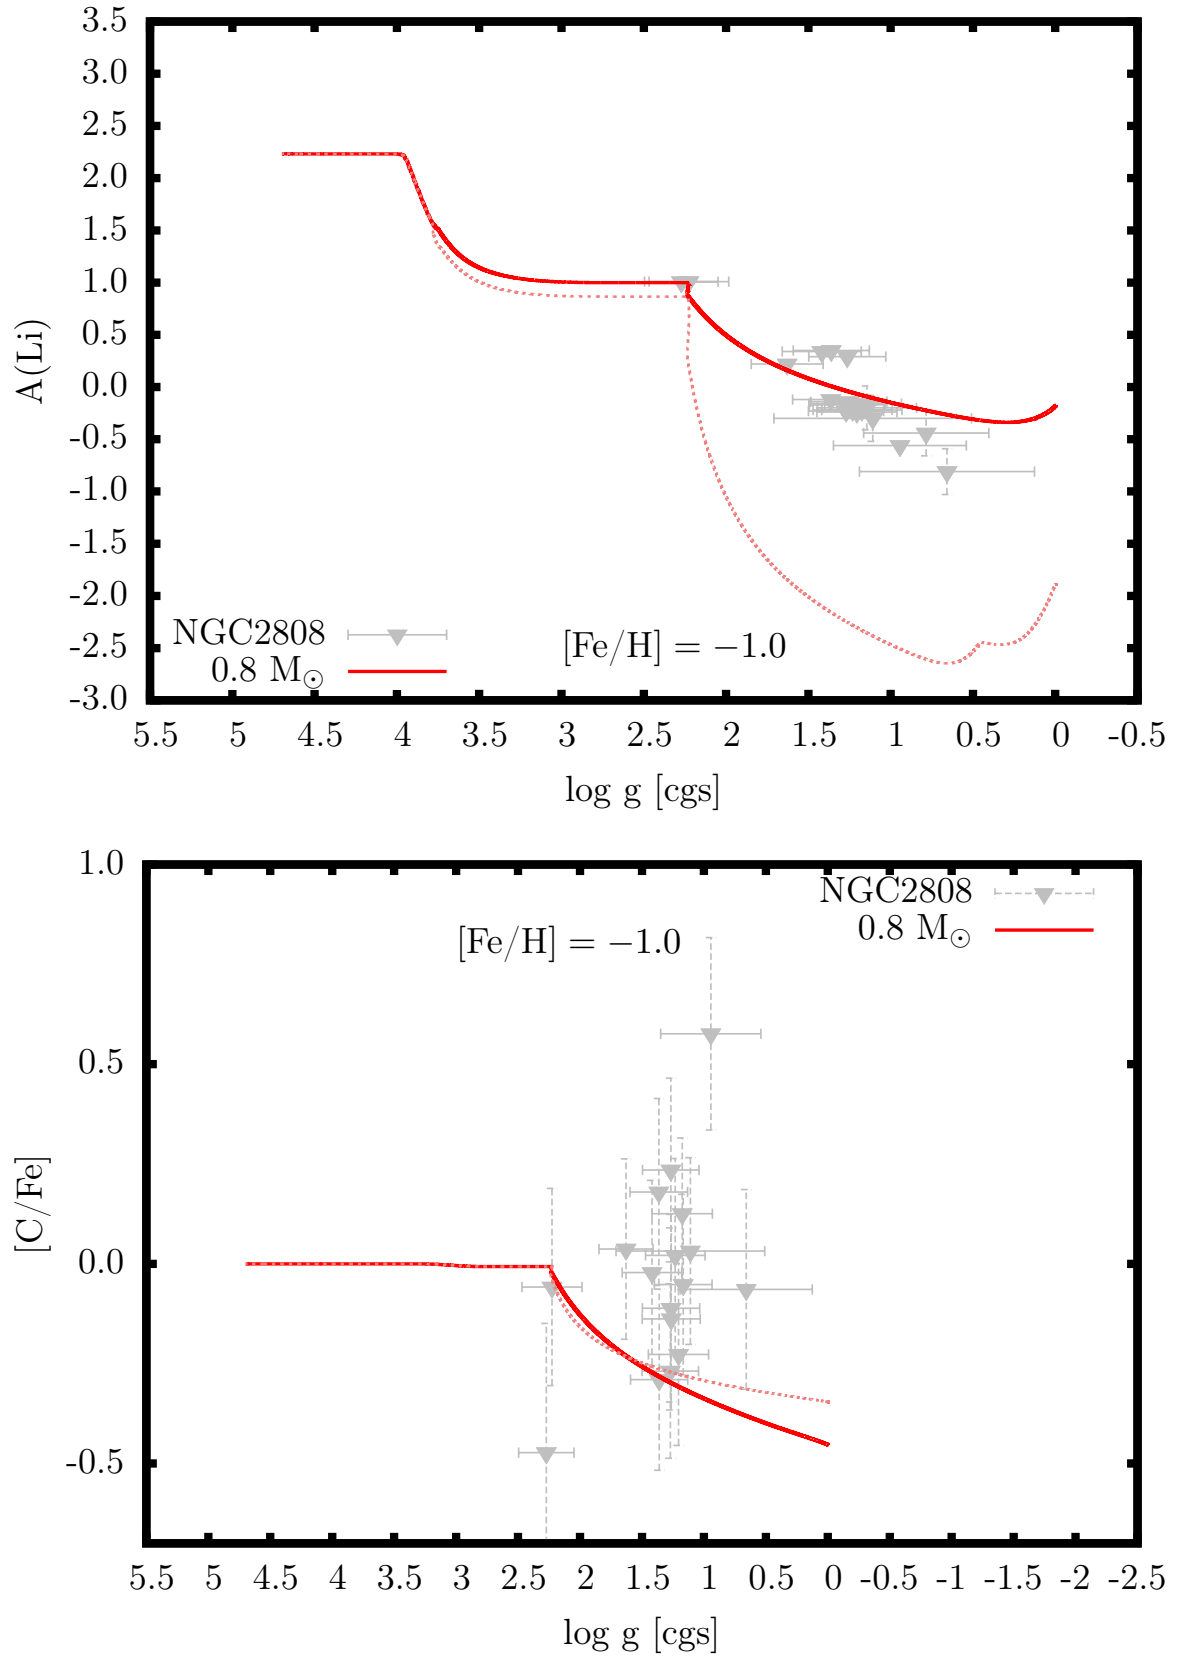 3.5
3.0
2.5
2.0
1.5
1.0
0.5
0.0
-0.5
-1.0
-1.5
-2.0
-2.5
-3.0
A(Li)
NGC2808
0.8 M⊙
[Fe/H] = −1.0
5.5 5 4.5 4 3.5 3 2.5 2 1.5 1 0.5 0 -0.5
log g [cgs]
1.0
0.5
0.0
-0.5
[C/Fe]
NGC2808
0.8 M⊙
[Fe/H] = −1.0
5.5 5 4.5 4 3.5 3 2.5 2 1.5 1 0.5 0 -0.5 -1 -1.5 -2 -2.5
log g [cgs]